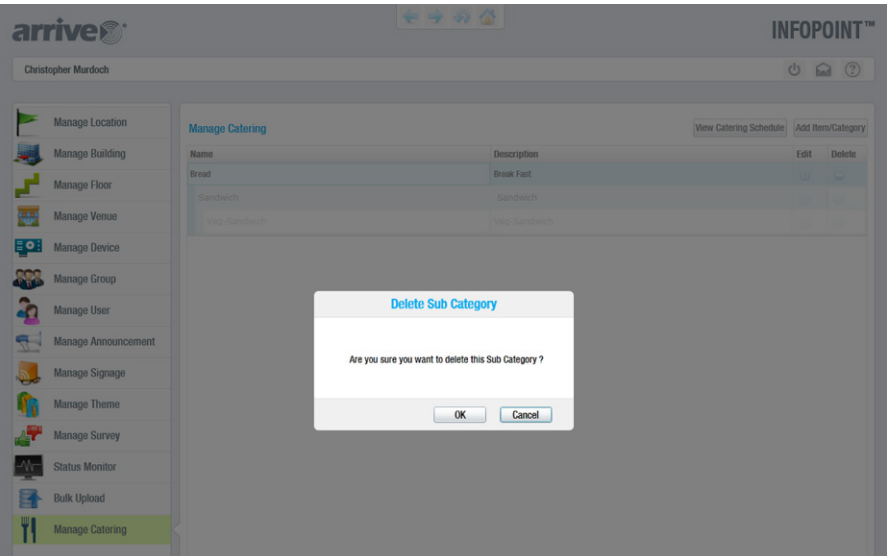 arrive
INFOPOINT™
Christopher Murdoch
Manage Location
Manage Building
Manage Floor
Manage Venue
Manage Device
Manage Group
Manage User
Manage Announcement
Manage Signage
Manage Theme
Manage Survey
Status Monitor
Bulk Upload
Manage Catering
Manage Catering
View Catering Schedule Add Item/Category
Name Description Edit Delete
Bread Break Fast
Sandwich Sandwich
Veg-Sandwich Veg-Sandwich
Delete Sub Category
Are you sure you want to delete this Sub Category ?
OK Cancel